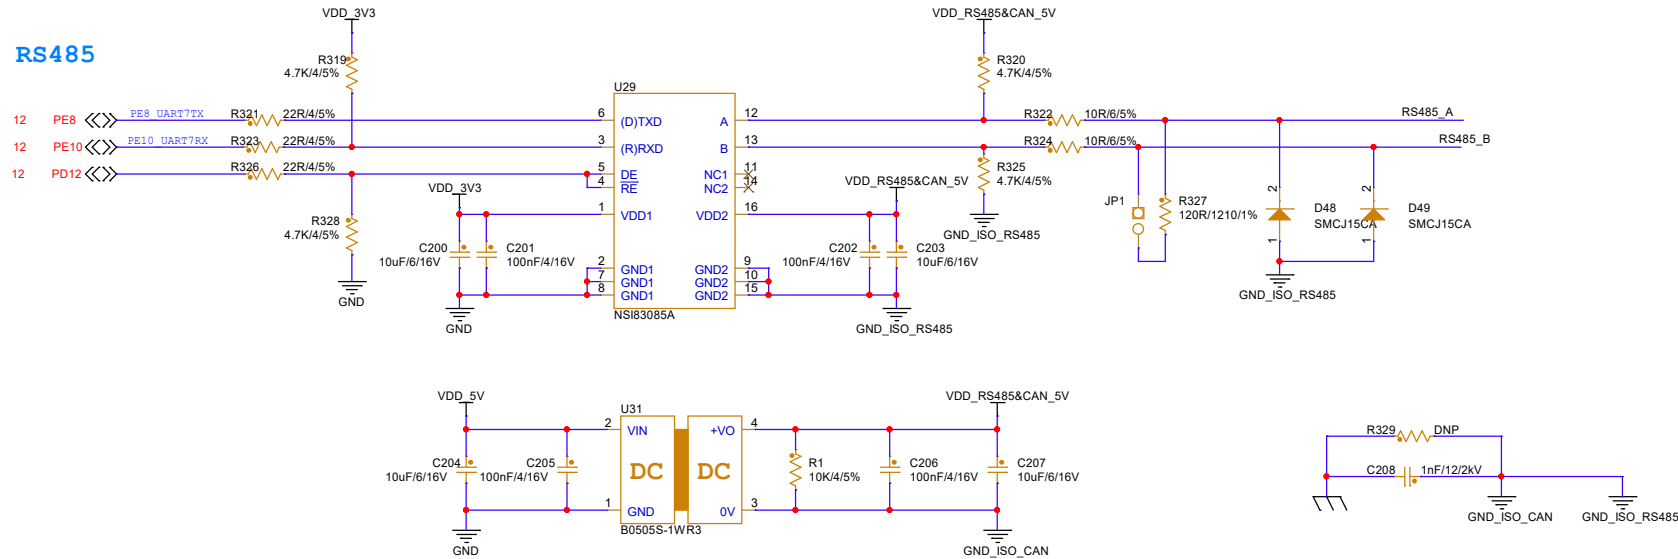 RS485
VDD_3V3
R319
4.7K/4/5%
VDD_RS485&CAN_5V
R320
4.7K/4/5%
12 PE8 PE8_UART7TX R321 22R/4/5%
12 PE10 PE10_UART7RX R323 22R/4/5%
12 PD12 R326 22R/4/5%
R328
4.7K/4/5%
GND
U29
6 (D)TXD A 12
3 (R)RXD B 13
5 DE NC1 11
4 RE NC2 14
1 VDD1 VDD2 16
2 GND1 GND2 9
7 GND1 GND2 10
8 GND1 GND2 15
NSI83085A
VDD_3V3
C200
10uF/6/16V
C201
100nF/4/16V
GND
VDD_RS485&CAN_5V
C202
100nF/4/16V
C203
10uF/6/16V
GND_ISO_RS485
R325
4.7K/4/5%
GND_ISO_RS485
R322 10R/6/5% RS485_A
R324 10R/6/5% RS485_B
JP1
R327
120R/1210/1%
2
D48
SMCJ15CA
1
2
D49
SMCJ15CA
1
GND_ISO_RS485
VDD_5V
C204
10uF/6/16V
C205
100nF/4/16V
GND
U31
2 VIN +VO 4
DC DC
1 GND 0V 3
B0505S-1WR3
R1
10K/4/5%
C206
100nF/4/16V
VDD_RS485&CAN_5V
C207
10uF/6/16V
GND_ISO_CAN
R329 DNP
C208 1nF/12/2kV
GND_ISO_CAN
GND_ISO_RS485